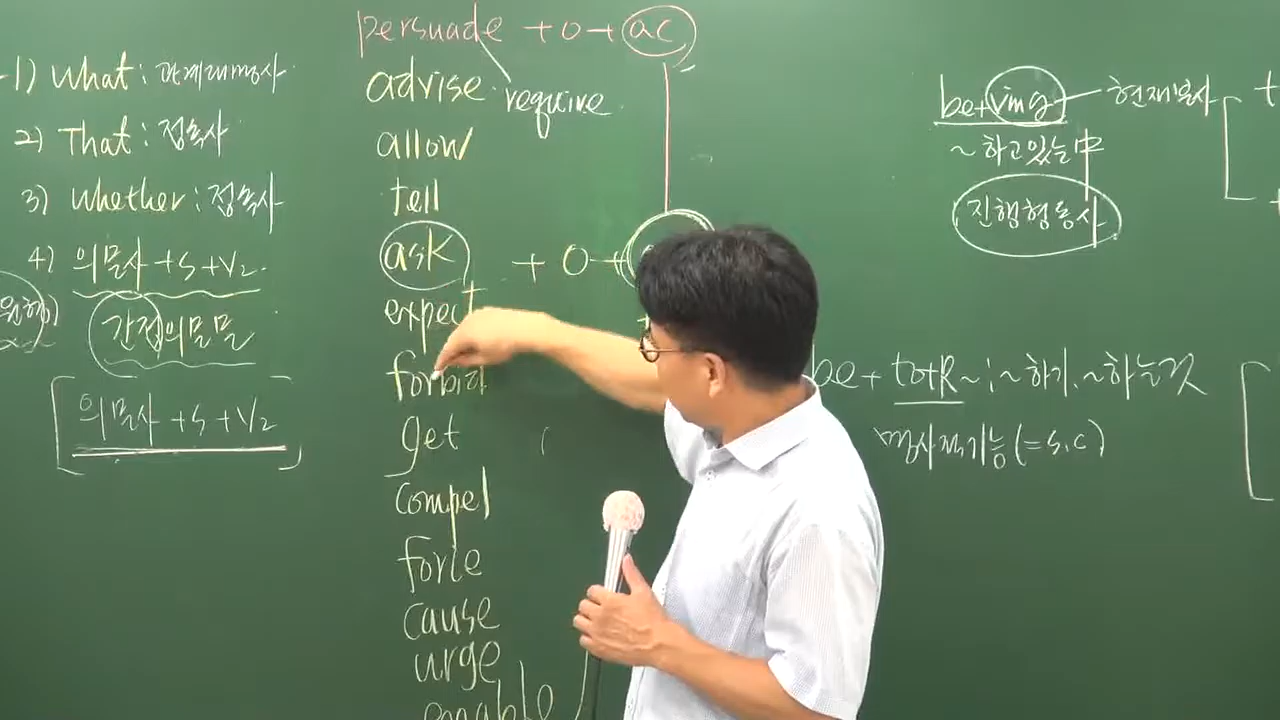 1) What: 관계대명사
2) That: 접속사
3) Whether: 접속사
4) 의문사 + S + V2.
간접의문문
의문사 + S + V2
persuade + O + ac
advise
require
allow
tell
ask + O +
expect
forbid
get
compel
force
cause
urge
enable
be+ving 현재분사
~하고있는中
진행형동사
be + to+R~; ~하기, ~하는것
명사적기능(=S.C)